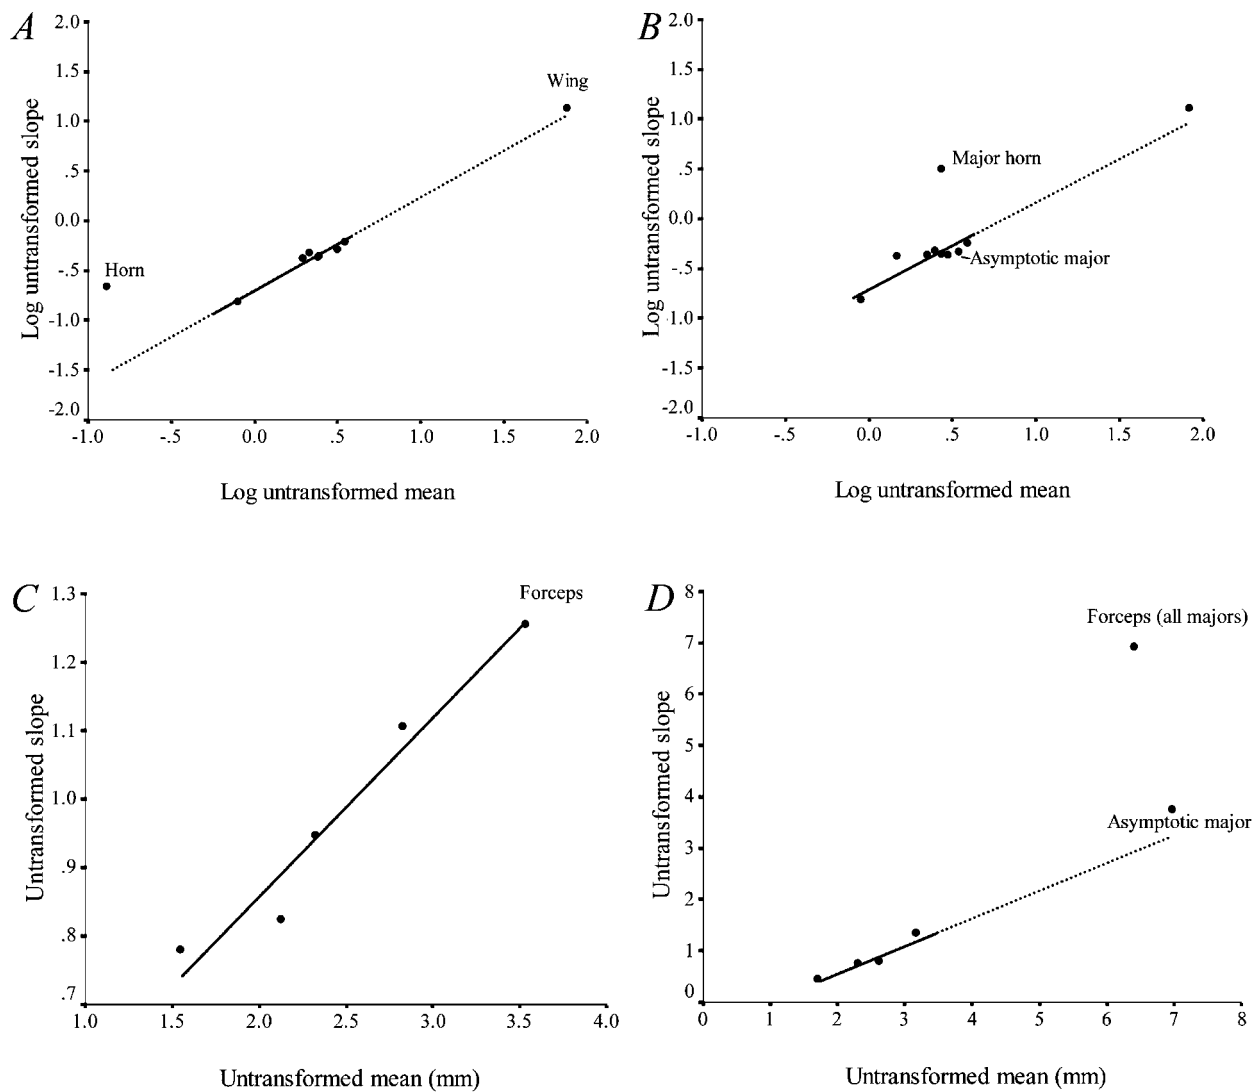 A
2.0
1.5
1.0
.5
0.0
-.5
-1.0
-1.5
-2.0
Log untransformed slope
Wing
Horn
-1.0 -.5 0.0 .5 1.0 1.5 2.0
Log untransformed mean
B
2.0
1.5
1.0
.5
0.0
-.5
-1.0
-1.5
-2.0
Log untransformed slope
Major horn
Asymptotic major
-1.0 -.5 0.0 .5 1.0 1.5 2.0
Log untransformed mean
C
1.3
1.2
1.1
1.0
.9
.8
.7
Untransformed slope
Forceps
1.0 1.5 2.0 2.5 3.0 3.5 4.0
Untransformed mean (mm)
D
8
7
6
5
4
3
2
1
0
Untransformed slope
Forceps (all majors)
Asymptotic major
0 1 2 3 4 5 6 7 8
Untransformed mean (mm)